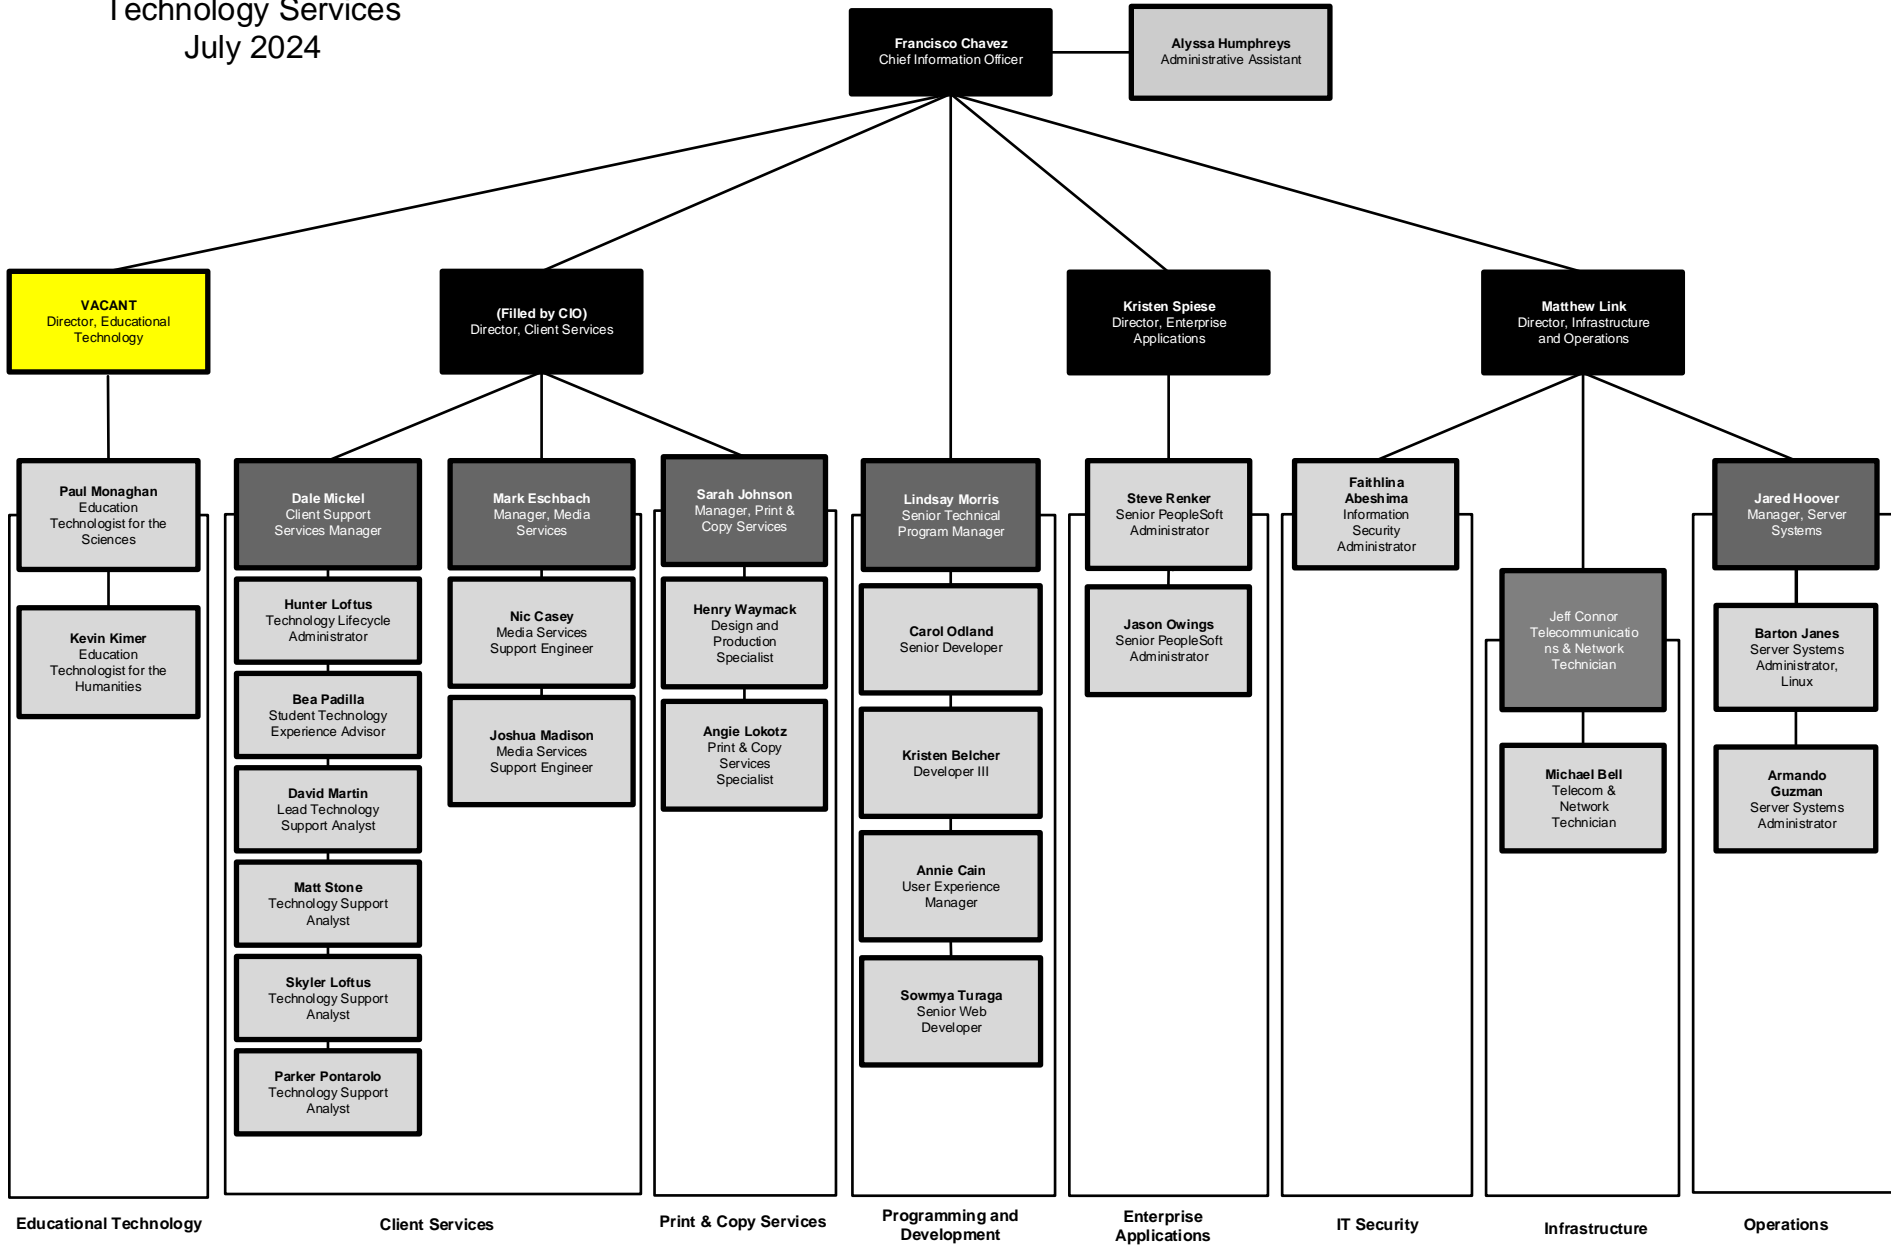 Technology Services
July 2024
Francisco Chavez
Chief Information Officer
Alyssa Humphreys
Administrative Assistant
VACANT
Director, Educational
Technology
(Filled by CIO)
Director, Client Services
Kristen Spiese
Director, Enterprise
Applications
Matthew Link
Director, Infrastructure
and Operations
Paul Monaghan
Education
Technologist for the
Sciences
Kevin Kimer
Education
Technologist for the
Humanities
Dale Mickel
Client Support
Services Manager
Hunter Loftus
Technology Lifecycle
Administrator
Bea Padilla
Student Technology
Experience Advisor
David Martin
Lead Technology
Support Analyst
Matt Stone
Technology Support
Analyst
Skyler Loftus
Technology Support
Analyst
Parker Pontarolo
Technology Support
Analyst
Mark Eschbach
Manager, Media
Services
Nic Casey
Media Services
Support Engineer
Joshua Madison
Media Services
Support Engineer
Sarah Johnson
Manager, Print &
Copy Services
Henry Waymack
Design and
Production
Specialist
Angie Lokotz
Print & Copy
Services
Specialist
Lindsay Morris
Senior Technical
Program Manager
Carol Odland
Senior Developer
Kristen Belcher
Developer III
Annie Cain
User Experience
Manager
Sowmya Turaga
Senior Web
Developer
Steve Renker
Senior PeopleSoft
Administrator
Jason Owings
Senior PeopleSoft
Administrator
Faithlina
Abeshima
Information
Security
Administrator
Jeff Connor
Telecommunicatio
ns & Network
Technician
Michael Bell
Telecom &
Network
Technician
Jared Hoover
Manager, Server
Systems
Barton Janes
Server Systems
Administrator,
Linux
Armando
Guzman
Server Systems
Administrator
Educational Technology
Client Services
Print & Copy Services
Programming and
Development
Enterprise
Applications
IT Security
Infrastructure
Operations